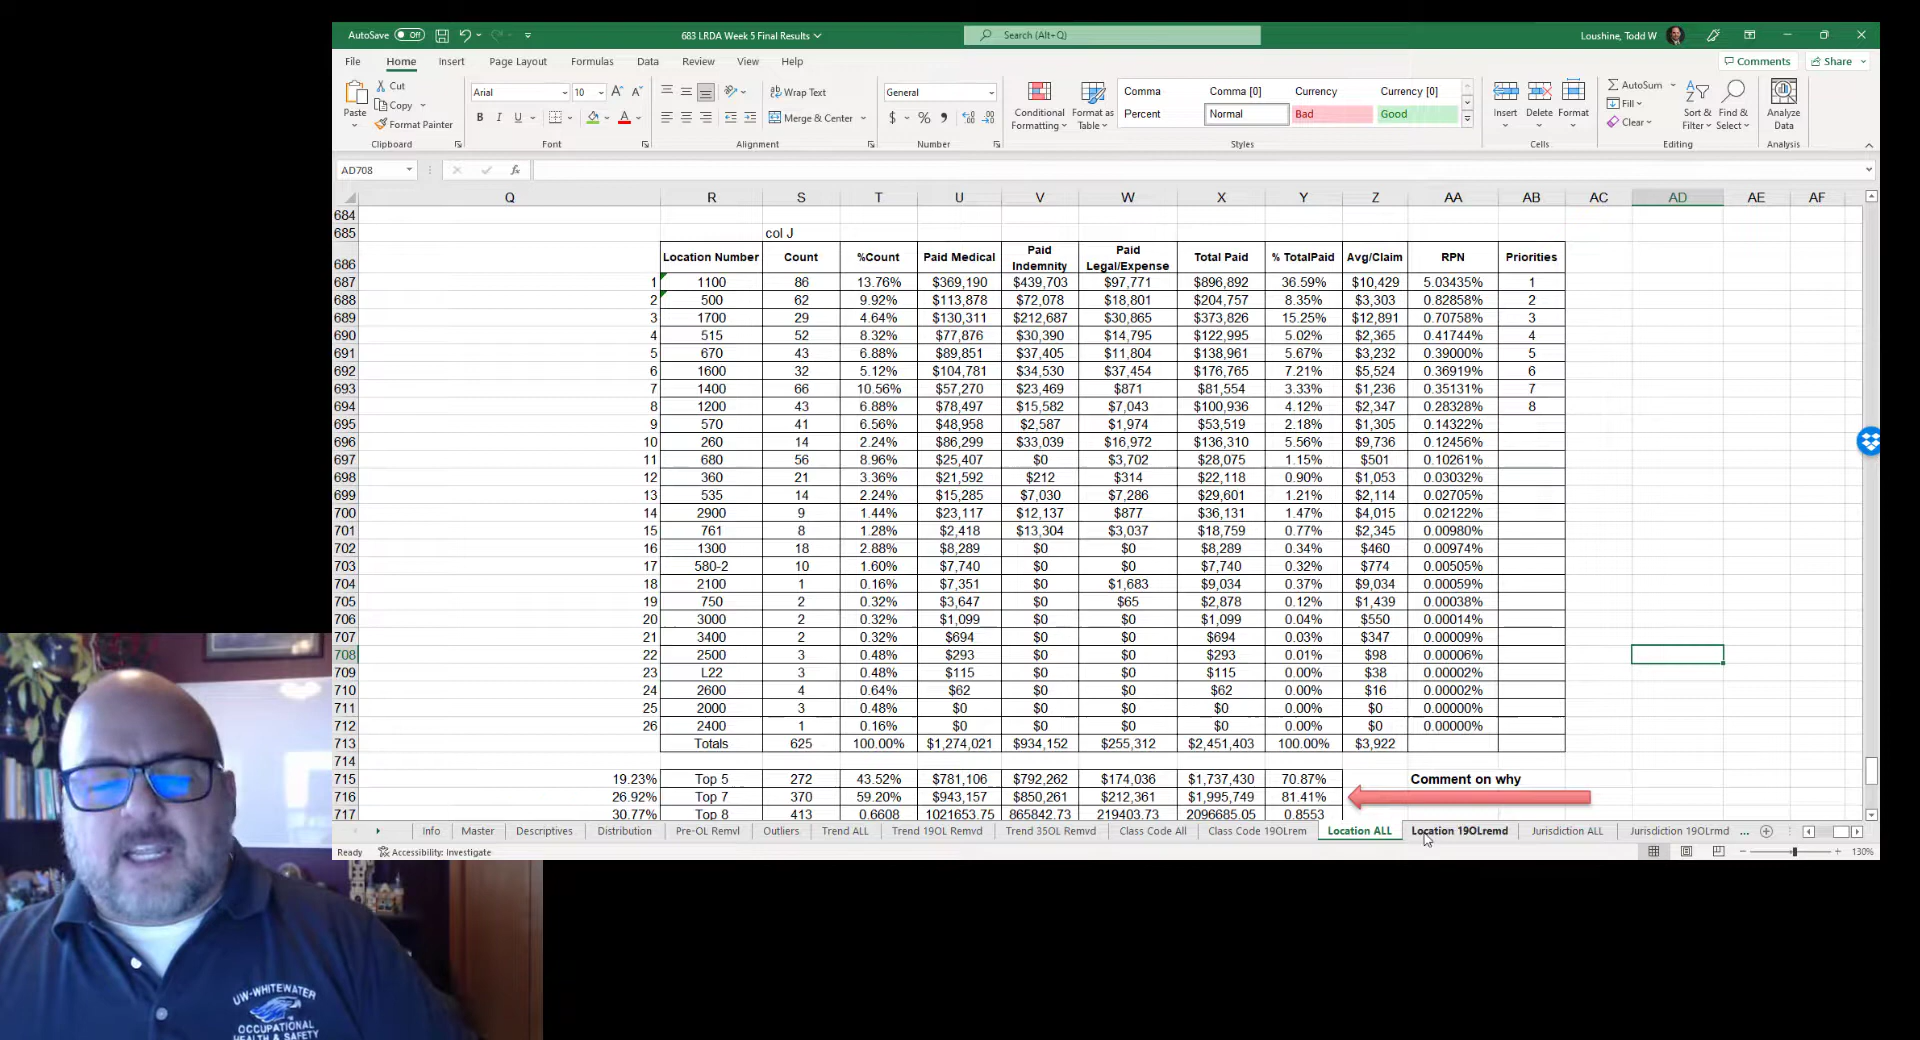 AutoSave Off 683 LRDA Week 5 Final Results Search (Alt+Q) Loushine, Todd W
File Home Insert Page Layout Formulas Data Review View Help Comments Share
Paste Cut Copy Format Painter Clipboard
Arial 10 B I U A Font
Wrap Text Merge & Center Alignment
General $ % Number
Conditional Formatting Format as Table
Comma Comma [0] Currency Currency [0]
Percent Normal Bad Good Styles
Insert Delete Format Cells
AutoSum Fill Clear Sort & Filter Find & Select Editing
Analyze Data Analysis
AD708 fx
Q R S T U V W X Y Z AA AB AC AD AE AF
684
685 col J
686 Location Number Count %Count Paid Medical Paid Indemnity Paid Legal/Expense Total Paid % TotalPaid Avg/Claim RPN Priorities
687 1 1100 86 13.76% $369,190 $439,703 $97,771 $896,892 36.59% $10,429 5.03435% 1
688 2 500 62 9.92% $113,878 $72,078 $18,801 $204,757 8.35% $3,303 0.82858% 2
689 3 1700 29 4.64% $130,311 $212,687 $30,865 $373,826 15.25% $12,891 0.70758% 3
690 4 515 52 8.32% $77,876 $30,390 $14,795 $122,995 5.02% $2,365 0.41744% 4
691 5 670 43 6.88% $89,851 $37,405 $11,804 $138,961 5.67% $3,232 0.39000% 5
692 6 1600 32 5.12% $104,781 $34,530 $37,454 $176,765 7.21% $5,524 0.36919% 6
693 7 1400 66 10.56% $57,270 $23,469 $871 $81,554 3.33% $1,236 0.35131% 7
694 8 1200 43 6.88% $78,497 $15,582 $7,043 $100,936 4.12% $2,347 0.28328% 8
695 9 570 41 6.56% $48,958 $2,587 $1,974 $53,519 2.18% $1,305 0.14322%
696 10 260 14 2.24% $86,299 $33,039 $16,972 $136,310 5.56% $9,736 0.12456%
697 11 680 56 8.96% $25,407 $0 $3,702 $28,075 1.15% $501 0.10261%
698 12 360 21 3.36% $21,592 $212 $314 $22,118 0.90% $1,053 0.03032%
699 13 535 14 2.24% $15,285 $7,030 $7,286 $29,601 1.21% $2,114 0.02705%
700 14 2900 9 1.44% $23,117 $12,137 $877 $36,131 1.47% $4,015 0.02122%
701 15 761 8 1.28% $2,418 $13,304 $3,037 $18,759 0.77% $2,345 0.00980%
702 16 1300 18 2.88% $8,289 $0 $0 $8,289 0.34% $460 0.00974%
703 17 580-2 10 1.60% $7,740 $0 $0 $7,740 0.32% $774 0.00505%
704 18 2100 1 0.16% $7,351 $0 $1,683 $9,034 0.37% $9,034 0.00059%
705 19 750 2 0.32% $3,647 $0 $65 $2,878 0.12% $1,439 0.00038%
706 20 3000 2 0.32% $1,099 $0 $0 $1,099 0.04% $550 0.00014%
707 21 3400 2 0.32% $694 $0 $0 $694 0.03% $347 0.00009%
708 22 2500 3 0.48% $293 $0 $0 $293 0.01% $98 0.00006%
709 23 L22 3 0.48% $115 $0 $0 $115 0.00% $38 0.00002%
710 24 2600 4 0.64% $62 $0 $0 $62 0.00% $16 0.00002%
711 25 2000 3 0.48% $0 $0 $0 $0 0.00% $0 0.00000%
712 26 2400 1 0.16% $0 $0 $0 $0 0.00% $0 0.00000%
713 Totals 625 100.00% $1,274,021 $934,152 $255,312 $2,451,403 100.00% $3,922
714
715 19.23% Top 5 272 43.52% $781,106 $792,262 $174,036 $1,737,430 70.87% Comment on why
716 26.92% Top 7 370 59.20% $943,157 $850,261 $212,361 $1,995,749 81.41%
717 30.77% Top 8 413 0.6608 1021653.75 865842.73 219403.73 2096685.05 0.8553
Info Master Descriptives Distribution Pre-OL Remvl Outliers Trend ALL Trend 19OL Remvd Trend 35OL Remvd Class Code All Class Code 19OLrem Location ALL Location 19OLremd Jurisdiction ALL Jurisdiction 19OLrmd ...
Ready Accessibility: Investigate 130%
UW-WHITEWATER
OCCUPATIONAL
HEALTH & SAFETY